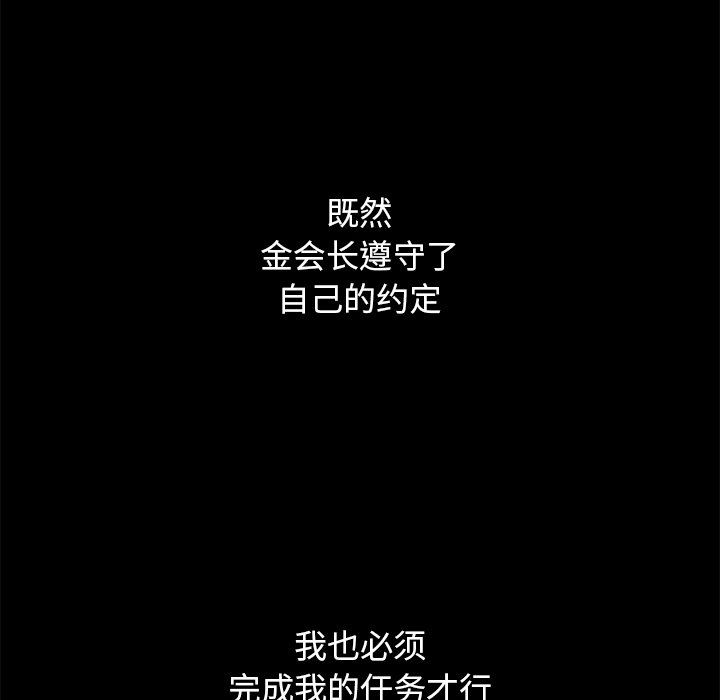 既然
金会长遵守了
自己的约定
我也必须
完成我的任务才行